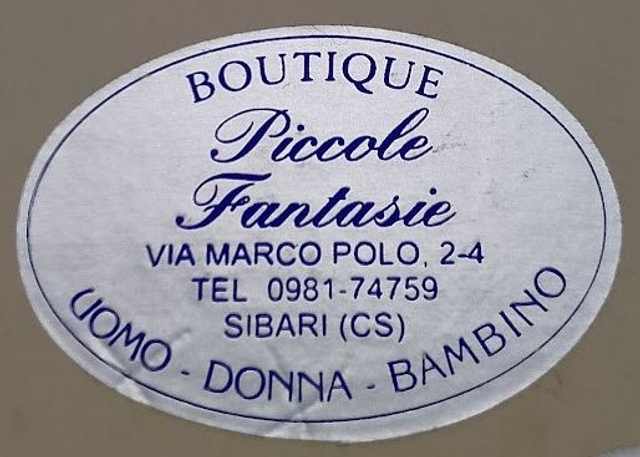 BOUTIQUE
Piccole
Fantasie
VIA MARCO POLO, 2-4
TEL 0981-74759
SIBARI (CS)
UOMO - DONNA - BAMBINO